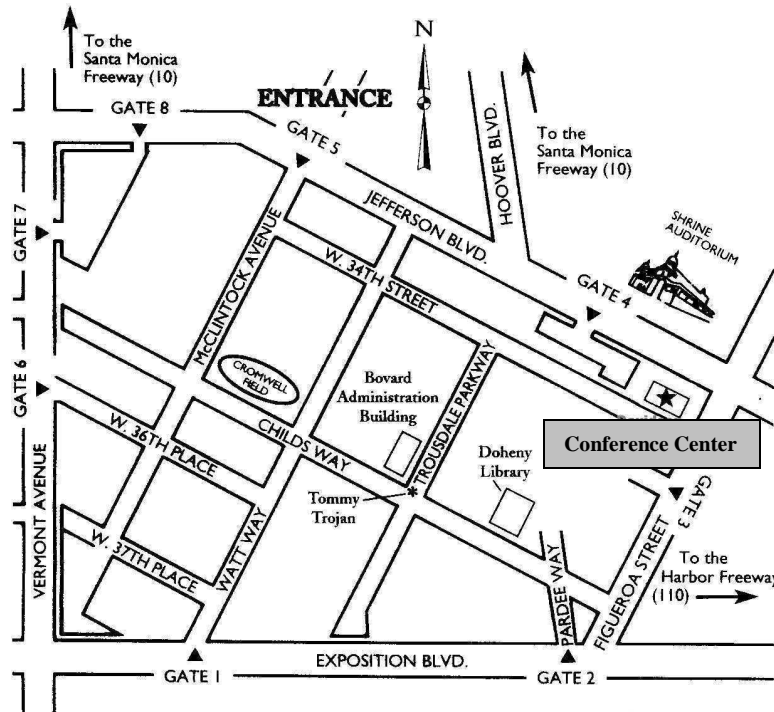 N
To the
Santa Monica
Freeway (10)
ENTRANCE
GATE 8
GATE 5
HOOVER BLVD.
To the
Santa Monica
Freeway (10)
JEFFERSON BLVD.
SHRINE
AUDITORIUM
GATE 7
McCLINTOCK AVENUE
W. 34TH STREET
GATE 4
GATE 6
CROMWELL
FIELD
Bovard
Administration
Building
TROUSDALE PARKWAY
Conference Center
W. 36TH PLACE
CHILDS WAY
Doheny
Library
GATE 3
Tommy
Trojan
VERMONT AVENUE
W. 37TH PLACE
WATT WAY
PARDEE WAY
FIGUEROA STREET
To the
Harbor Freeway
(110)
EXPOSITION BLVD.
GATE 1
GATE 2